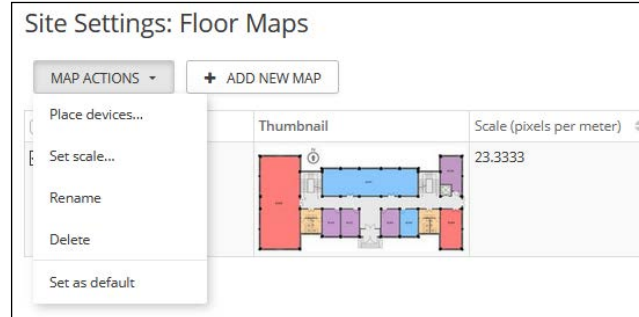 Site Settings: Floor Maps
MAP ACTIONS
+ ADD NEW MAP
Place devices...
Thumbnail
Scale (pixels per meter)
Set scale...
23.3333
Rename
Delete
Set as default